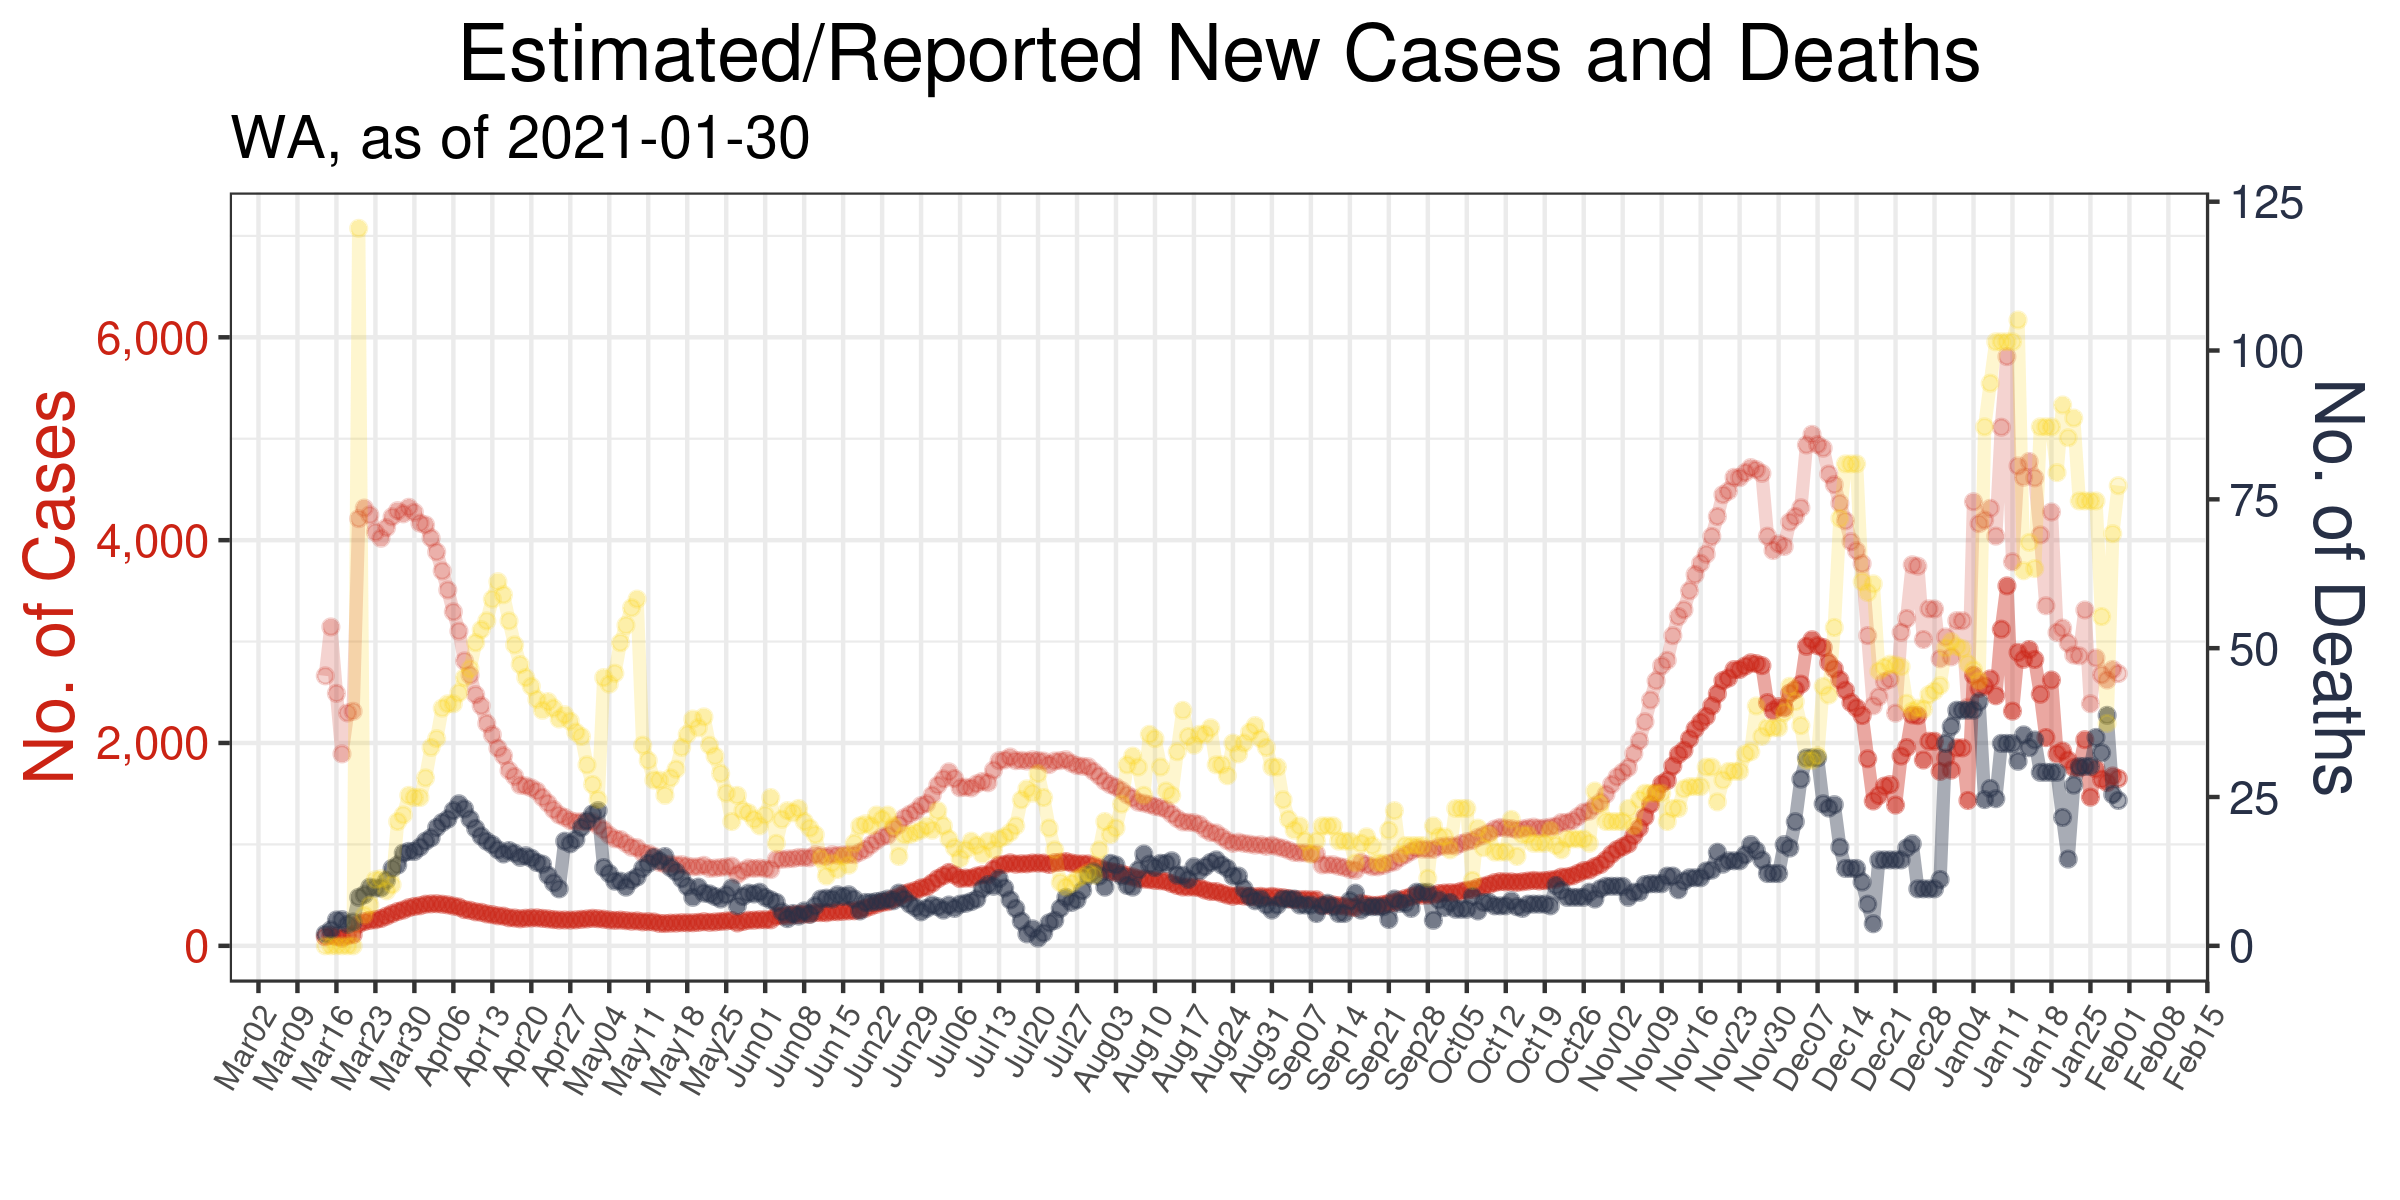 Estimated/Reported New Cases and Deaths
WA, as of 2021-01-30
No. of Cases
6,000
4,000
2,000
0
125
100
75
50
25
0
No. of Deaths
Mar02
Mar09
Mar16
Mar23
Mar30
Apr06
Apr13
Apr20
Apr27
May04
May11
May18
May25
Jun01
Jun08
Jun15
Jun22
Jun29
Jul06
Jul13
Jul20
Jul27
Aug03
Aug10
Aug17
Aug24
Aug31
Sep07
Sep14
Sep21
Sep28
Oct05
Oct12
Oct19
Oct26
Nov02
Nov09
Nov16
Nov23
Nov30
Dec07
Dec14
Dec21
Dec28
Jan04
Jan11
Jan18
Jan25
Feb01
Feb08
Feb15